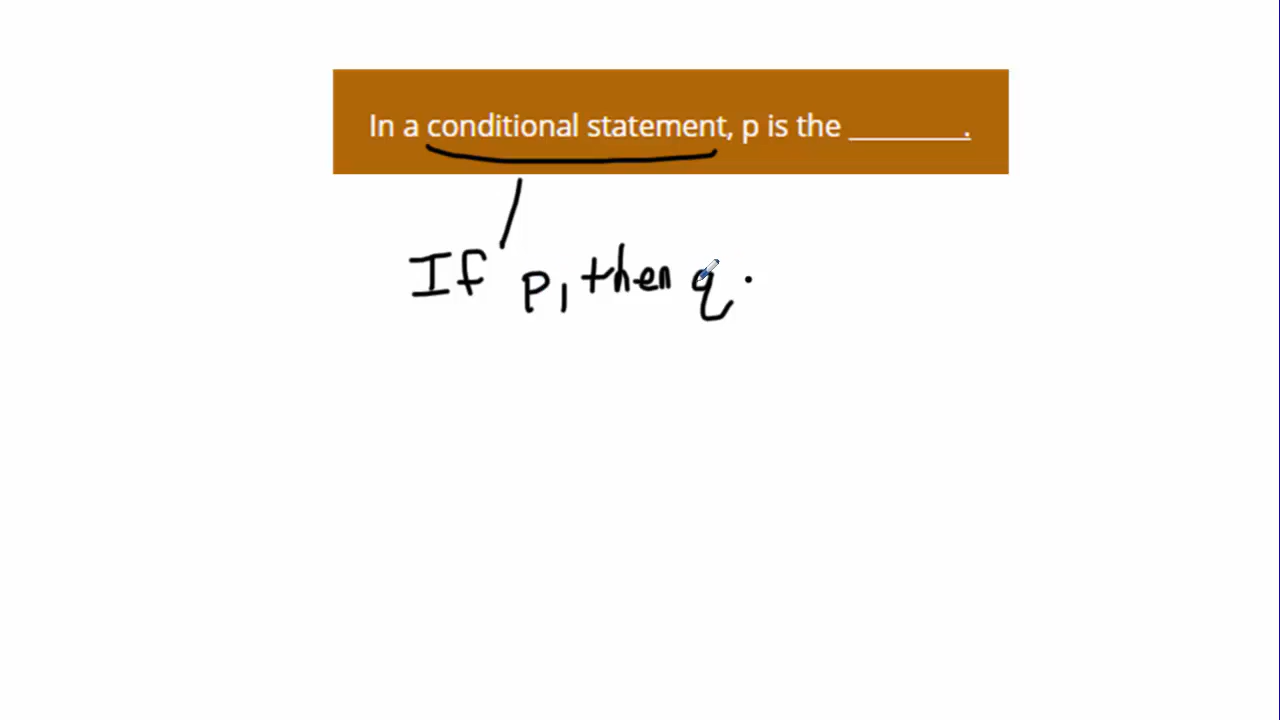 In a conditional statement, p is the ________.
If p, then q.